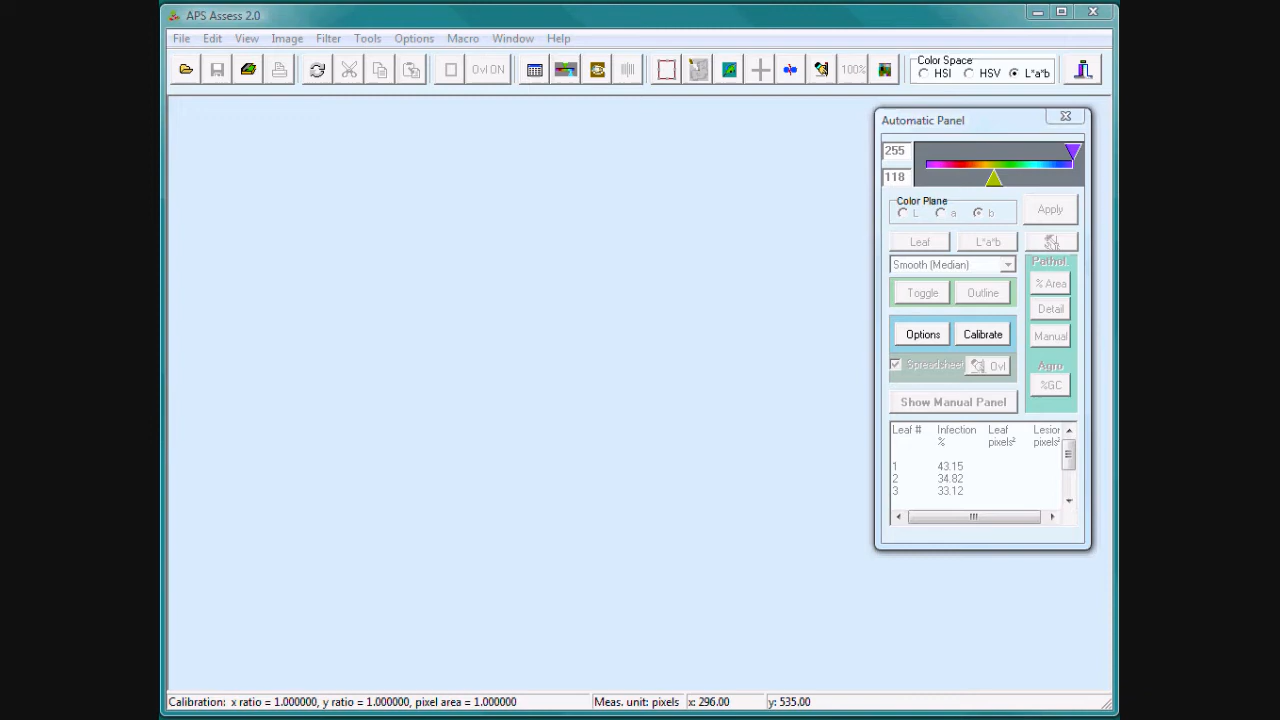 APS Assess 2.0
File Edit View Image Filter Tools Options Macro Window Help
Ovl ON 100%
Color Space
HSI HSV L*a*b
Automatic Panel
255
118
Color Plane
L a b Apply
Leaf L*a*b
Smooth (Median) Pathol.
% Area
Toggle Outline
Detail
Options Calibrate Manual
Spreadsheet Ovl Agro
%GC
Show Manual Panel
Leaf # Infection Leaf Lesior
% pixels² pixels²
1 43.15
2 34.82
3 33.12
Calibration: x ratio = 1.000000, y ratio = 1.000000, pixel area = 1.000000 Meas. unit: pixels x: 296.00 y: 535.00